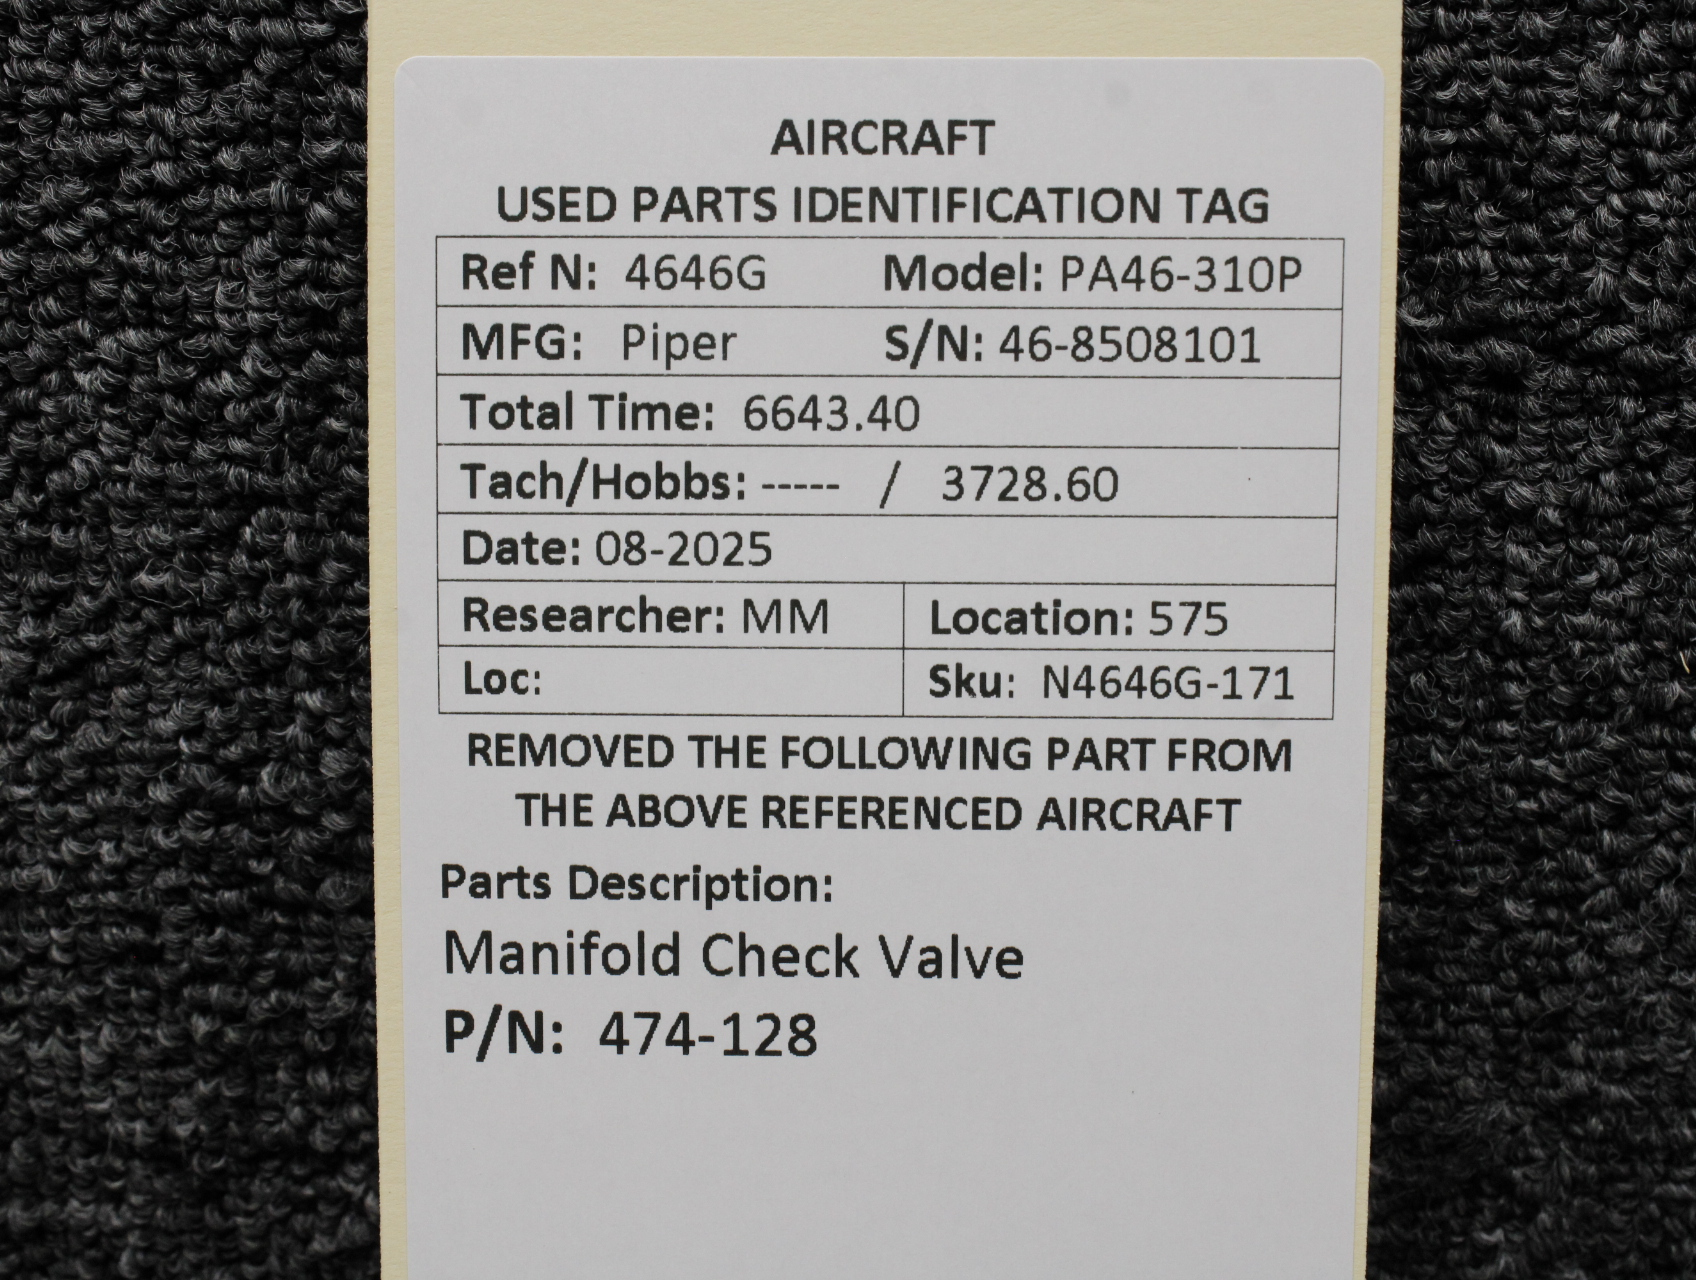 AIRCRAFT
USED PARTS IDENTIFICATION TAG
Ref N: 4646G Model: PA46-310P
MFG: Piper S/N: 46-8508101
Total Time: 6643.40
Tach/Hobbs: ----- / 3728.60
Date: 08-2025
Researcher: MM Location: 575
Loc: Sku: N4646G-171
REMOVED THE FOLLOWING PART FROM
THE ABOVE REFERENCED AIRCRAFT
Parts Description:
Manifold Check Valve
P/N: 474-128